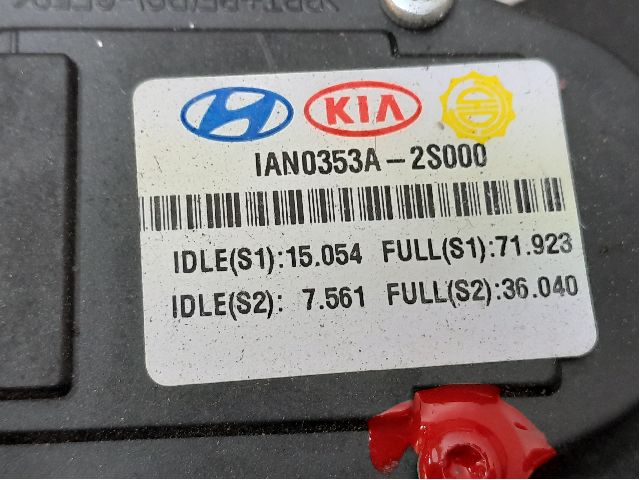 KIA
IAN0353A-2S000
IDLE(S1):15.054 FULL(S1):71.923
IDLE(S2): 7.561 FULL(S2):36.040